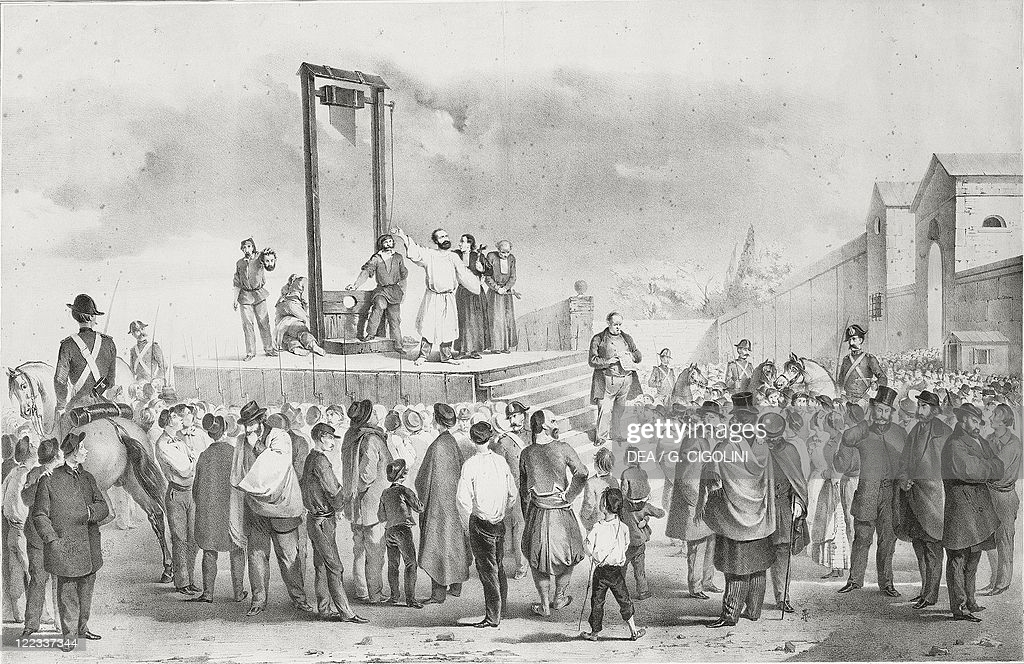 gettyimages®
DEA / G. CIGOLINI
122337344